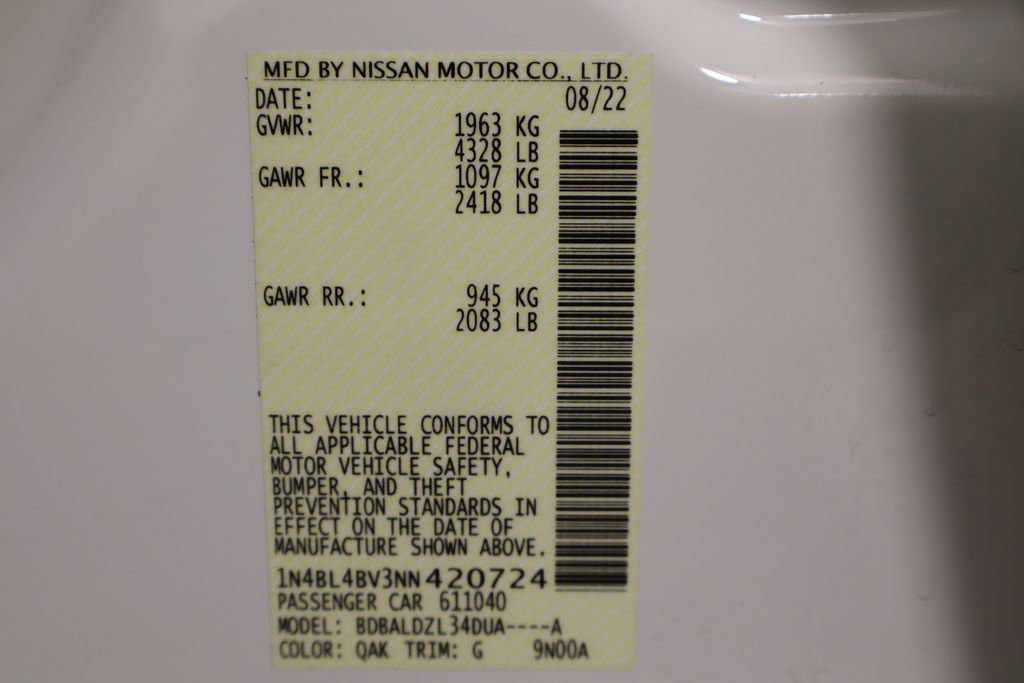 MFD BY NISSAN MOTOR CO., LTD.
DATE: 08/22
GVWR: 1963 KG
4328 LB
GAWR FR.: 1097 KG
2418 LB
GAWR RR.: 945 KG
2083 LB
THIS VEHICLE CONFORMS TO
ALL APPLICABLE FEDERAL
MOTOR VEHICLE SAFETY,
BUMPER, AND THEFT
PREVENTION STANDARDS IN
EFFECT ON THE DATE OF
MANUFACTURE SHOWN ABOVE.
1N4BL4BV3NN420724
PASSENGER CAR 611040
MODEL: BDBALDZL34DUA----A
COLOR: QAK TRIM: G 9N00A